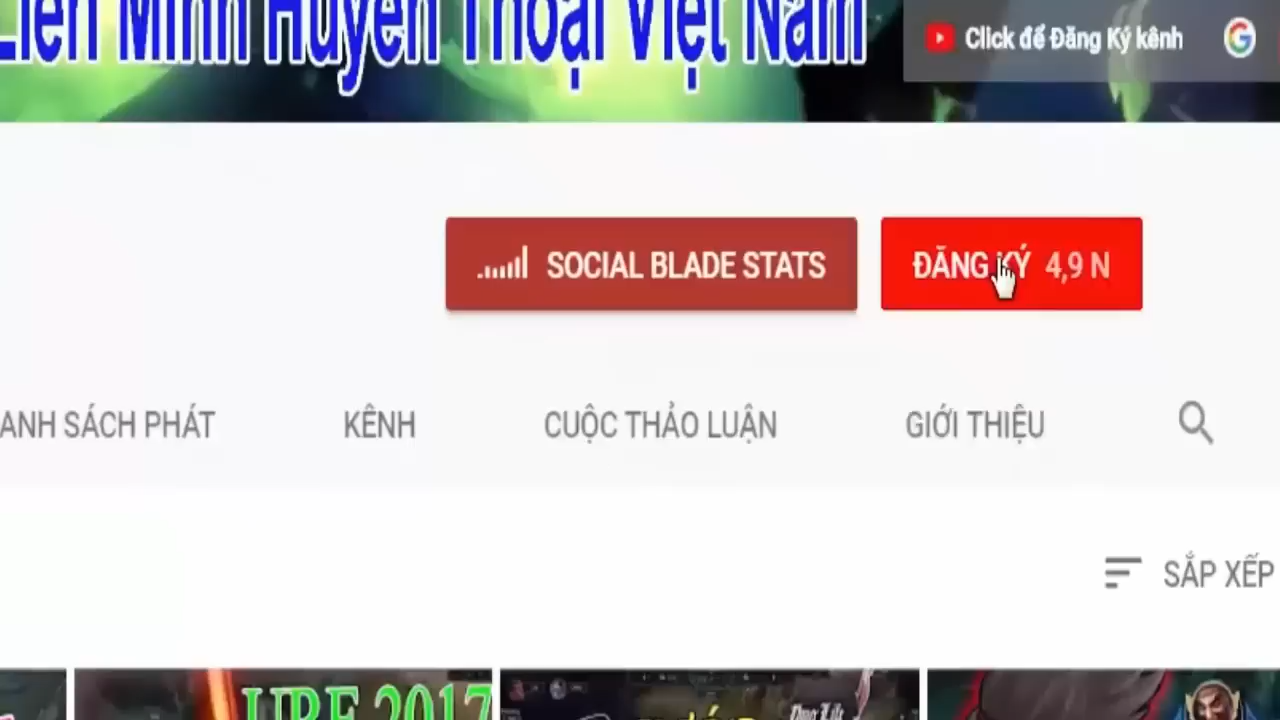 Liên Minh Huyền Thoại Việt Nam
Click để Đăng Ký kênh
SOCIAL BLADE STATS
ĐĂNG KÝ 4,9 N
ANH SÁCH PHÁT
KÊNH
CUỘC THẢO LUẬN
GIỚI THIỆU
SẮP XẾP
URF 2017